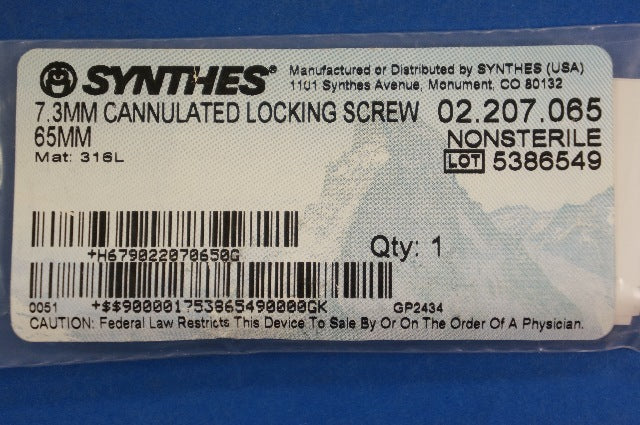 SYNTHES®
Manufactured or Distributed by SYNTHES (USA)
1101 Synthes Avenue, Monument, CO 80132
7.3MM CANNULATED LOCKING SCREW 02.207.065
65MM
NONSTERILE
Mat: 316L
LOT 5386549
+H679022070650G
Qty: 1
0051 +$$900001753865490000GK GP2434
CAUTION: Federal Law Restricts This Device To Sale By Or On The Order Of A Physician.